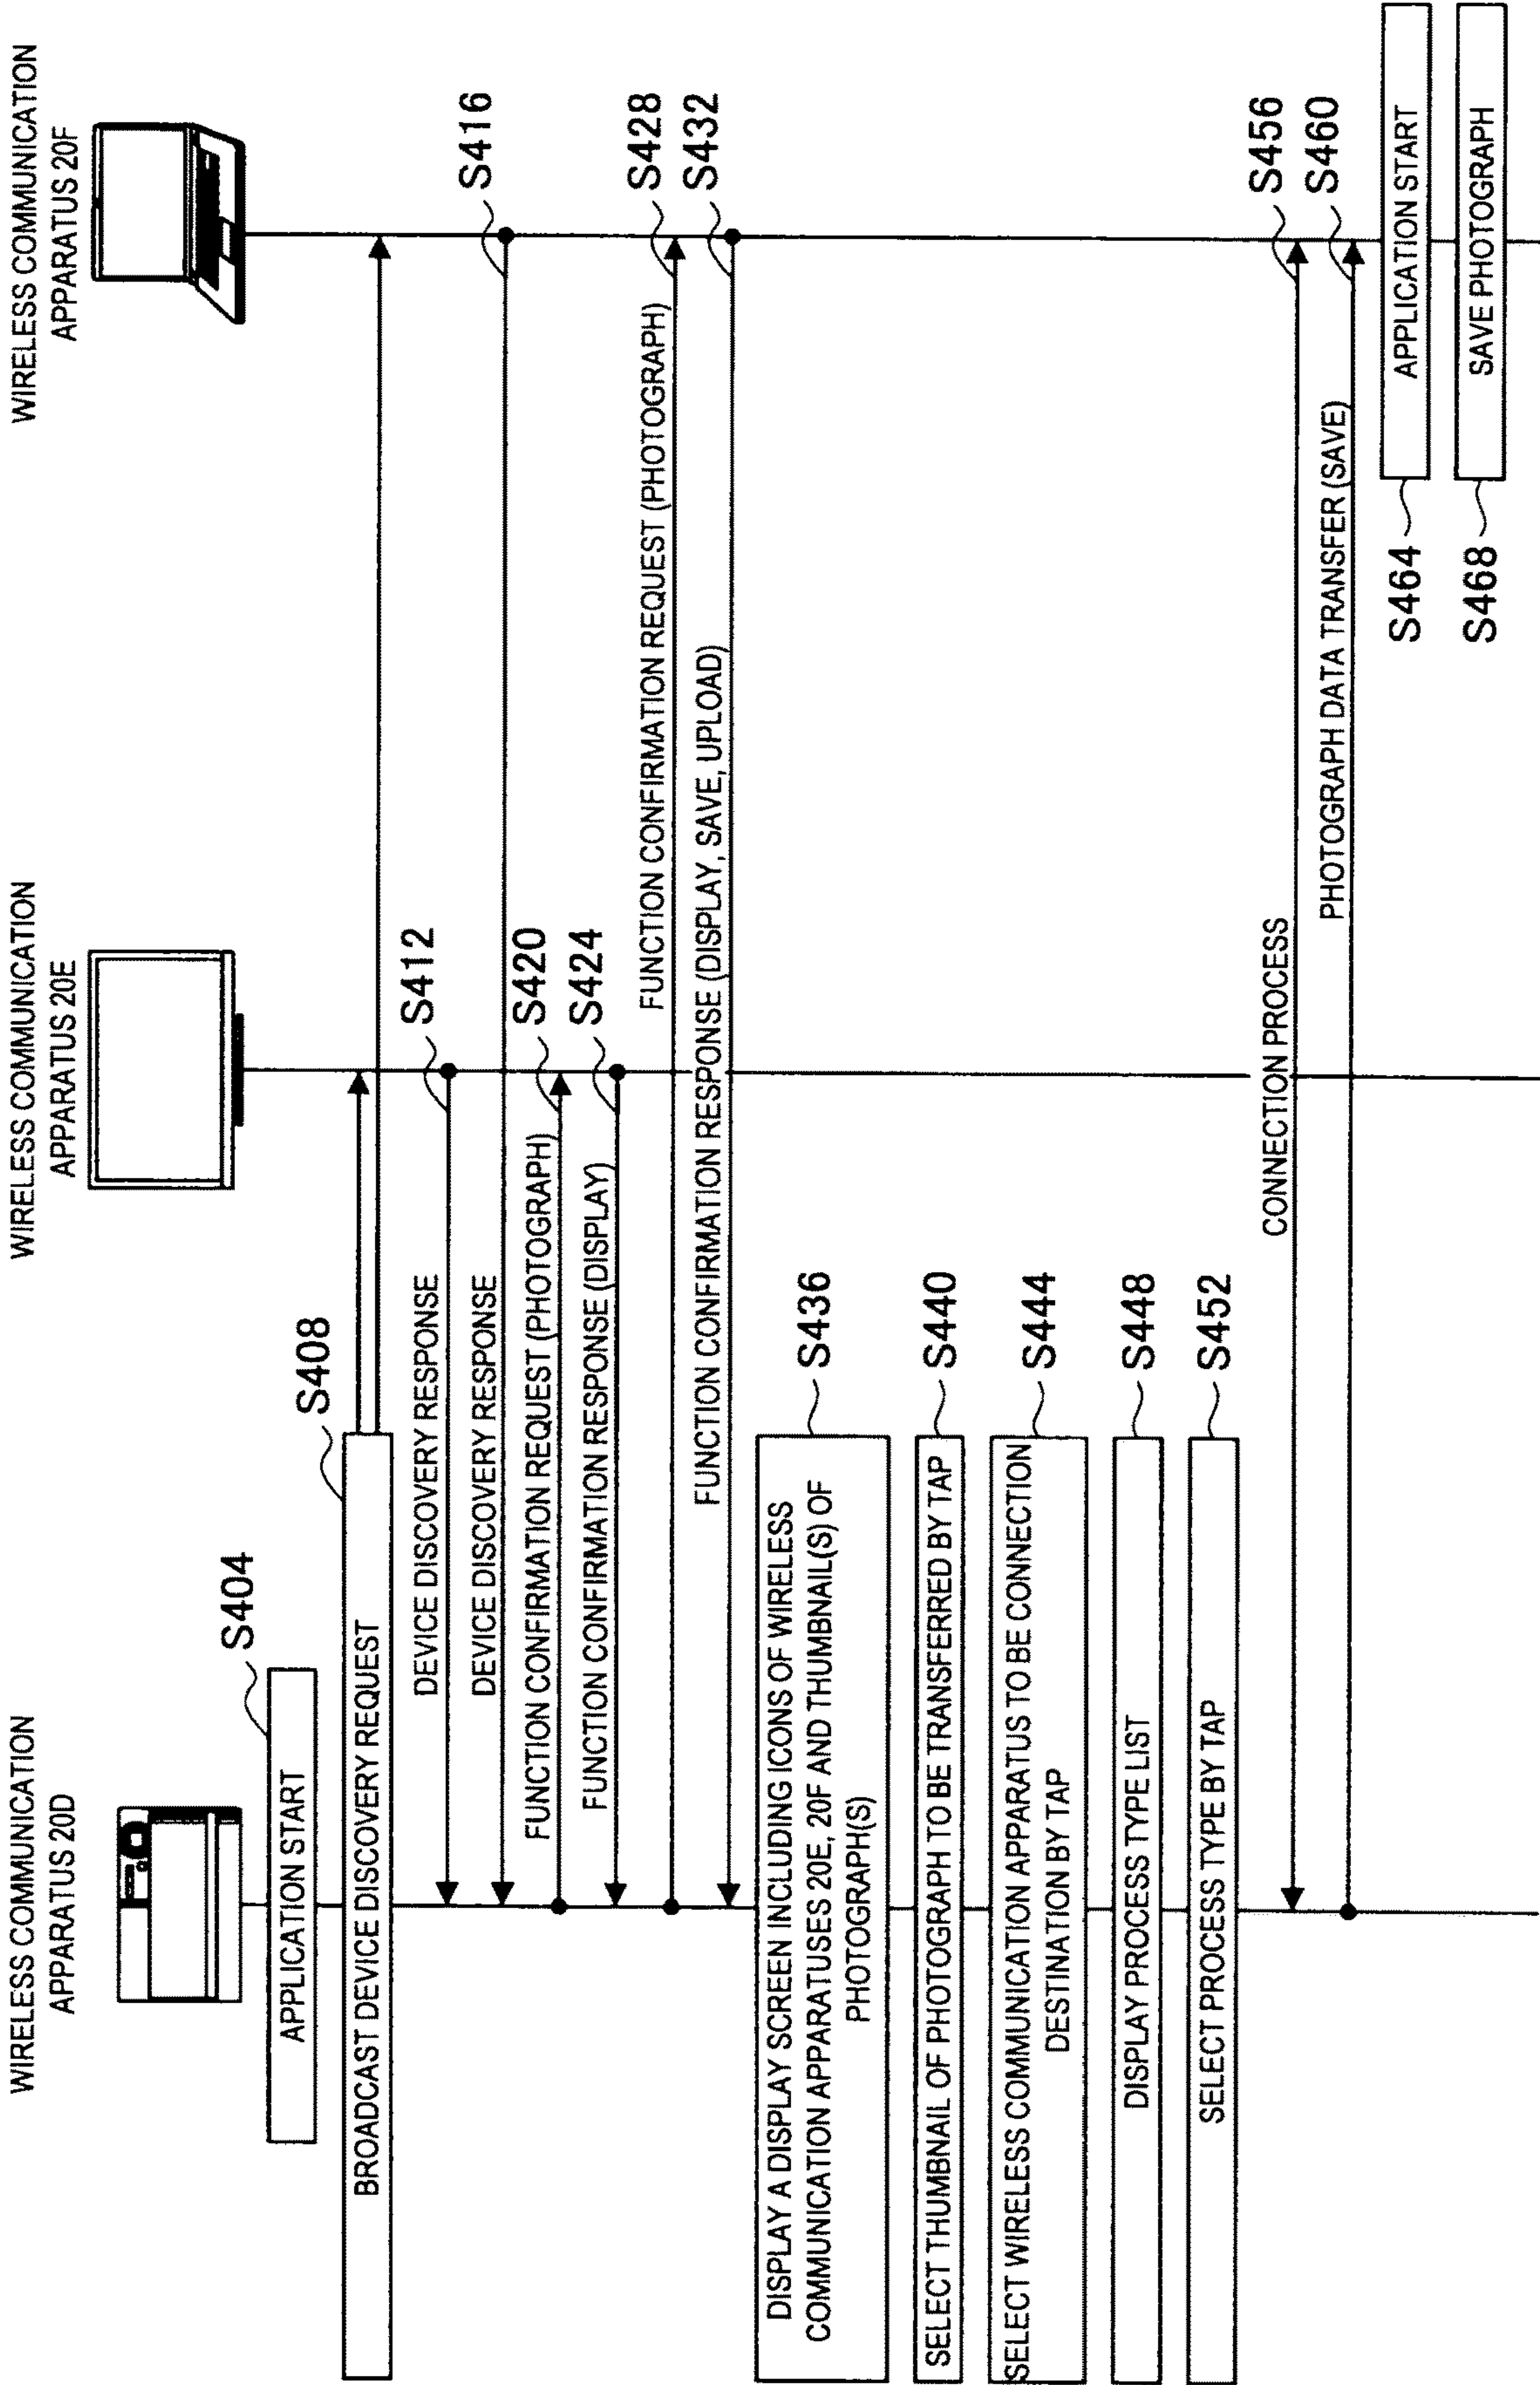 WIRELESS COMMUNICATION
APPARATUS 20D
WIRELESS COMMUNICATION
APPARATUS 20E
WIRELESS COMMUNICATION
APPARATUS 20F
S404
APPLICATION START
S408
BROADCAST DEVICE DISCOVERY REQUEST
DEVICE DISCOVERY RESPONSE
S412
DEVICE DISCOVERY RESPONSE
S416
FUNCTION CONFIRMATION REQUEST (PHOTOGRAPH)
S420
FUNCTION CONFIRMATION RESPONSE (DISPLAY)
S424
FUNCTION CONFIRMATION REQUEST (PHOTOGRAPH)
S428
FUNCTION CONFIRMATION RESPONSE (DISPLAY, SAVE, UPLOAD)
S432
DISPLAY A DISPLAY SCREEN INCLUDING ICONS OF WIRELESS
COMMUNICATION APPARATUSES 20E, 20F AND THUMBNAIL(S) OF
PHOTOGRAPH(S)
S436
SELECT THUMBNAIL OF PHOTOGRAPH TO BE TRANSFERRED BY TAP
S440
SELECT WIRELESS COMMUNICATION APPARATUS TO BE CONNECTION
DESTINATION BY TAP
S444
DISPLAY PROCESS TYPE LIST
S448
SELECT PROCESS TYPE BY TAP
S452
CONNECTION PROCESS
S456
PHOTOGRAPH DATA TRANSFER (SAVE)
S460
S464
APPLICATION START
S468
SAVE PHOTOGRAPH